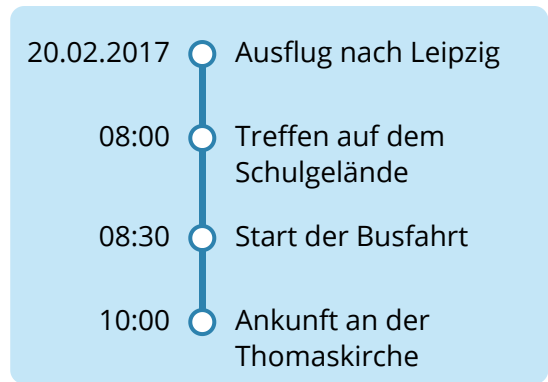 20.02.2017 Ausflug nach Leipzig
08:00 Treffen auf dem
Schulgelände
08:30 Start der Busfahrt
10:00 Ankunft an der
Thomaskirche